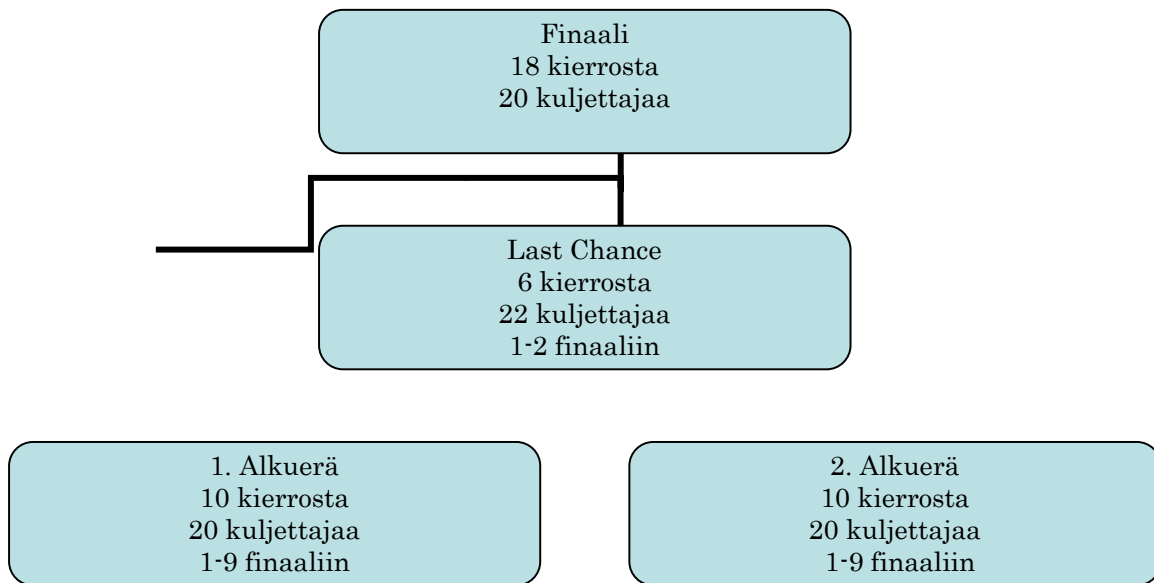 Finaali
18 kierrosta
20 kuljettajaa
Last Chance
6 kierrosta
22 kuljettajaa
1-2 finaaliin
1. Alkuerä
10 kierrosta
20 kuljettajaa
1-9 finaaliin
2. Alkuerä
10 kierrosta
20 kuljettajaa
1-9 finaaliin